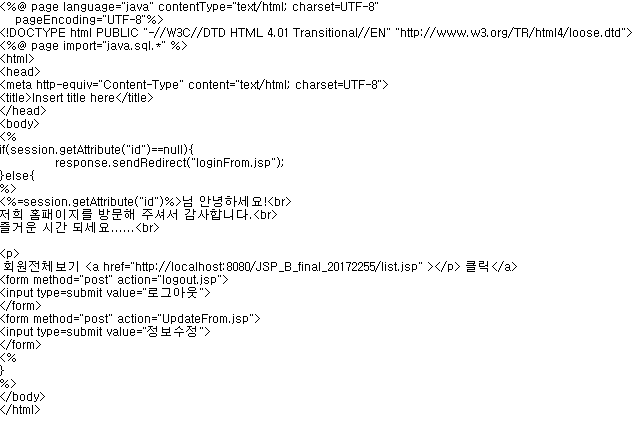 <%@ page language="java" contentType="text/html; charset=UTF-8"
    pageEncoding="UTF-8"%>
<!DOCTYPE html PUBLIC "-//W3C//DTD HTML 4.01 Transitional//EN" "http://www.w3.org/TR/html4/loose.dtd">
<%@ page import="java.sql.*" %>
<html>
<head>
<meta http-equiv="Content-Type" content="text/html; charset=UTF-8">
<title>Insert title here</title>
</head>
<body>
<%
if(session.getAttribute("id")==null){
	response.sendRedirect("loginFrom.jsp");
}else{
%>
<%=session.getAttribute("id")%>님 안녕하세요!<br>
저희 홈페이지를 방문해 주셔서 감사합니다.<br>
즐거운 시간 되세요......<br>

<p>
 회원전체보기 <a href="http://localhost:8080/JSP_B_final_20172255/list.jsp" ></p> 클릭</a>
<form method="post" action="logout.jsp">
<input type=submit value="로그아웃">
</form>
<form method="post" action="UpdateFrom.jsp">
<input type=submit value="정보수정">
</form>
<%
}
%>
</body>
</html>